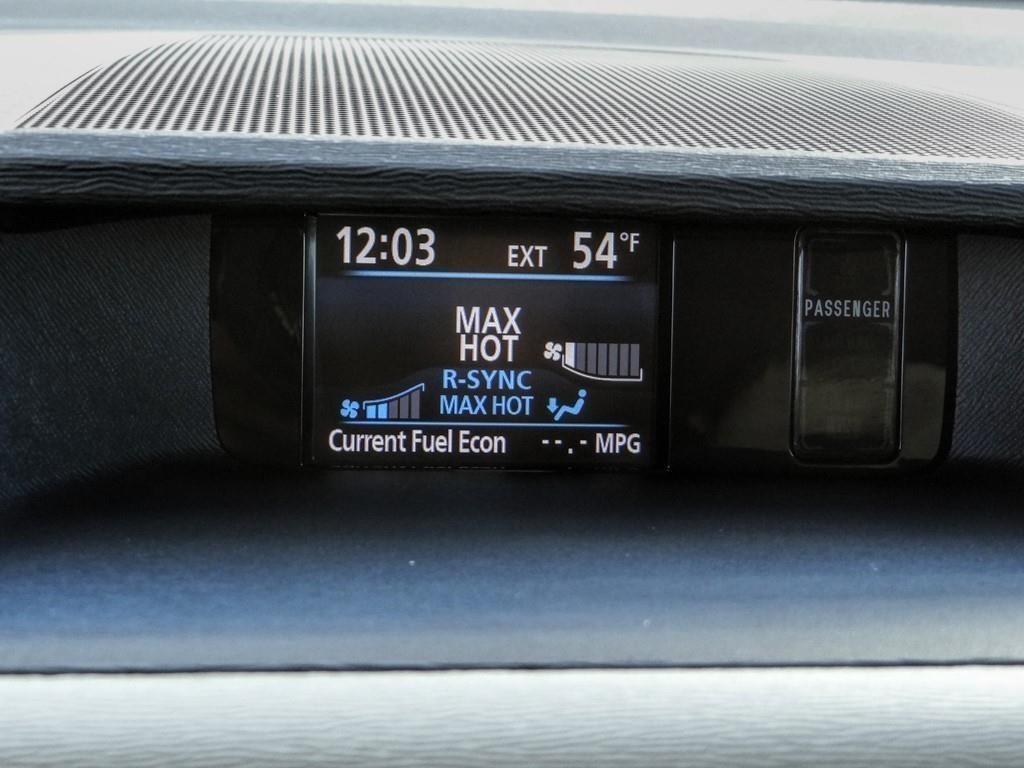 12:03 EXT 54°F
MAX
HOT
R-SYNC
MAX HOT
Current Fuel Econ --.- MPG
PASSENGER